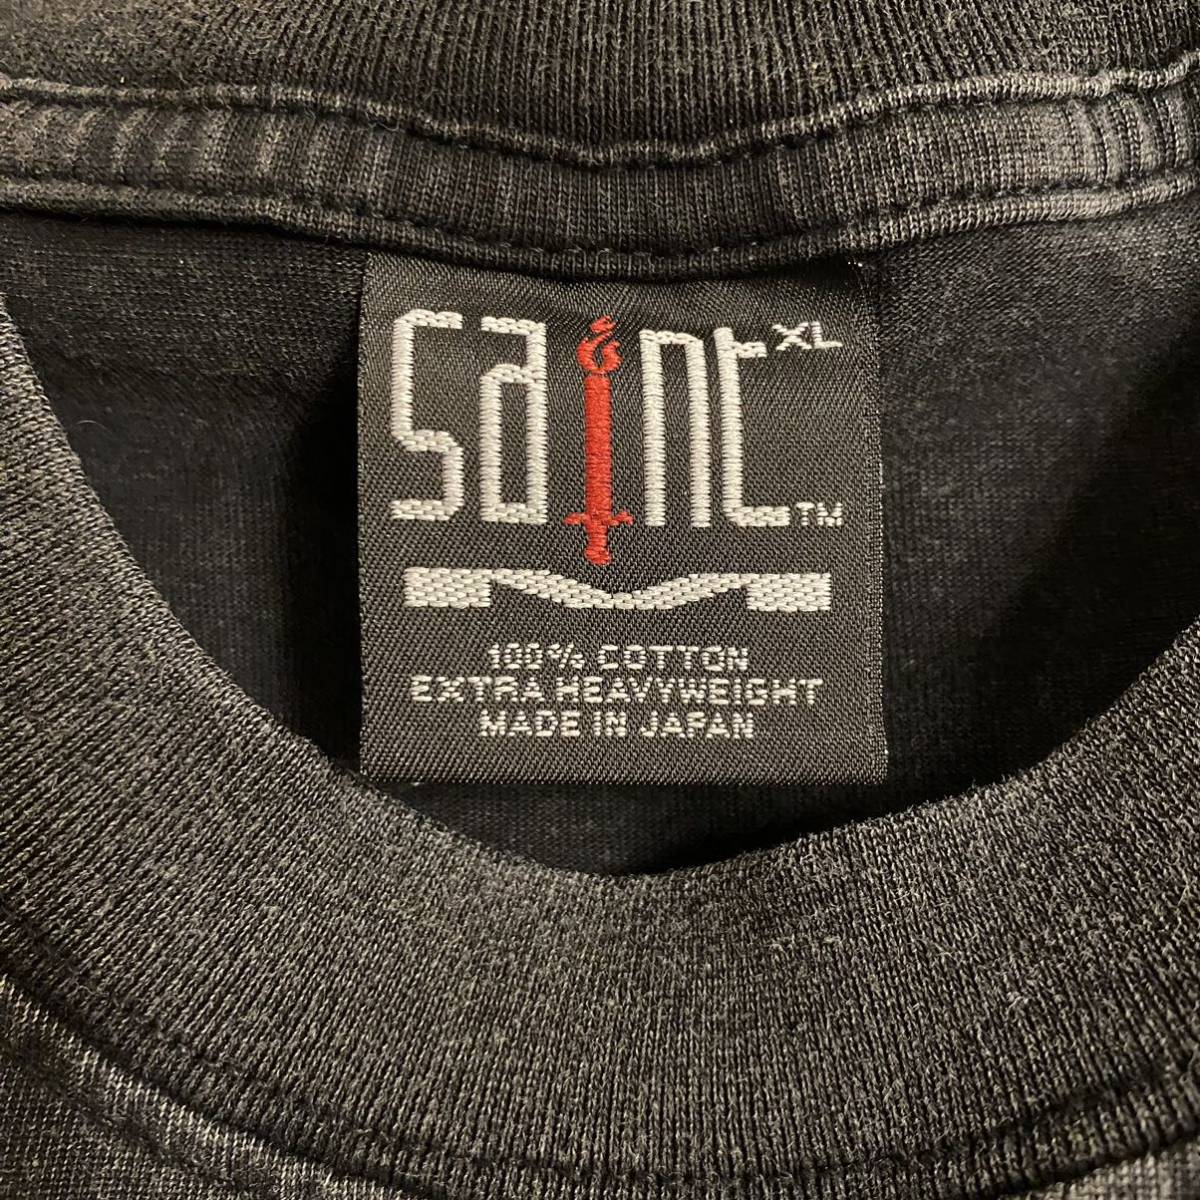 Saint XL
TM
100% COTTON
EXTRA HEAVYWEIGHT
MADE IN JAPAN